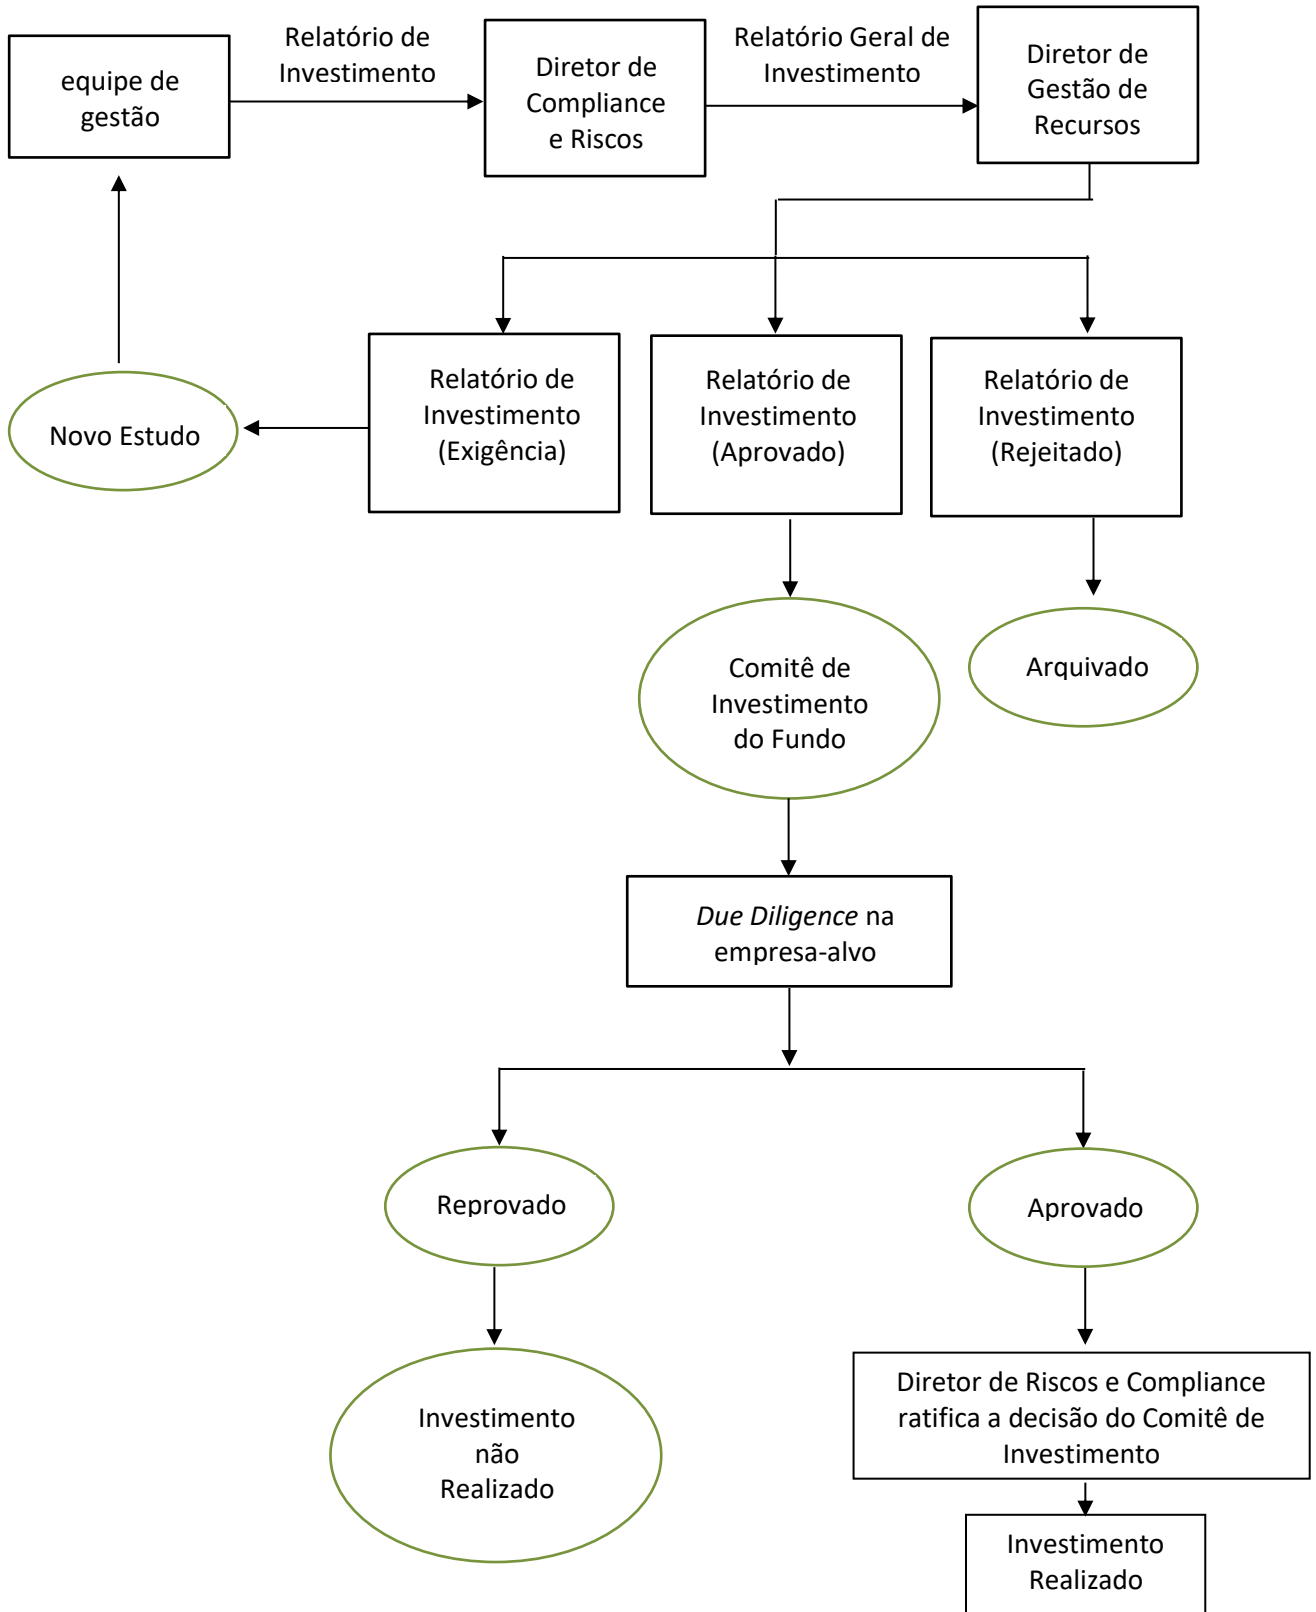 equipe de
gestão
Relatório de
Investimento
Diretor de
Compliance
e Riscos
Relatório Geral de
Investimento
Diretor de
Gestão de
Recursos
Novo Estudo
Relatório de
Investimento
(Exigência)
Relatório de
Investimento
(Aprovado)
Relatório de
Investimento
(Rejeitado)
Comitê de
Investimento
do Fundo
Arquivado
Due Diligence na
empresa-alvo
Reprovado
Aprovado
Investimento
não
Realizado
Diretor de Riscos e Compliance
ratifica a decisão do Comitê de
Investimento
Investimento
Realizado